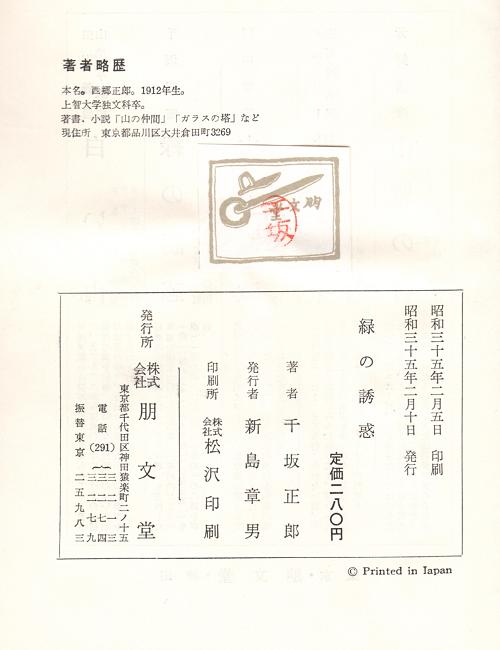 著者略歴
本名。西郷正郎。1912年生。
上智大学独文科卒。
著書、小説「山の仲間」「ガラスの塔」など
現住所 東京都品川区大井倉田町3269
朋文堂
千坂
昭和三十五年二月五日 印刷
昭和三十五年二月十日 発行
緑の誘惑
定価二八〇円
著者 千坂正郎
発行者 新島章男
印刷所 株式会社 松沢印刷
発行所 株式会社 朋文堂
東京都千代田区神田猿楽町二ノ十五
電話(291)
振替東京 二五九八三
© Printed in Japan